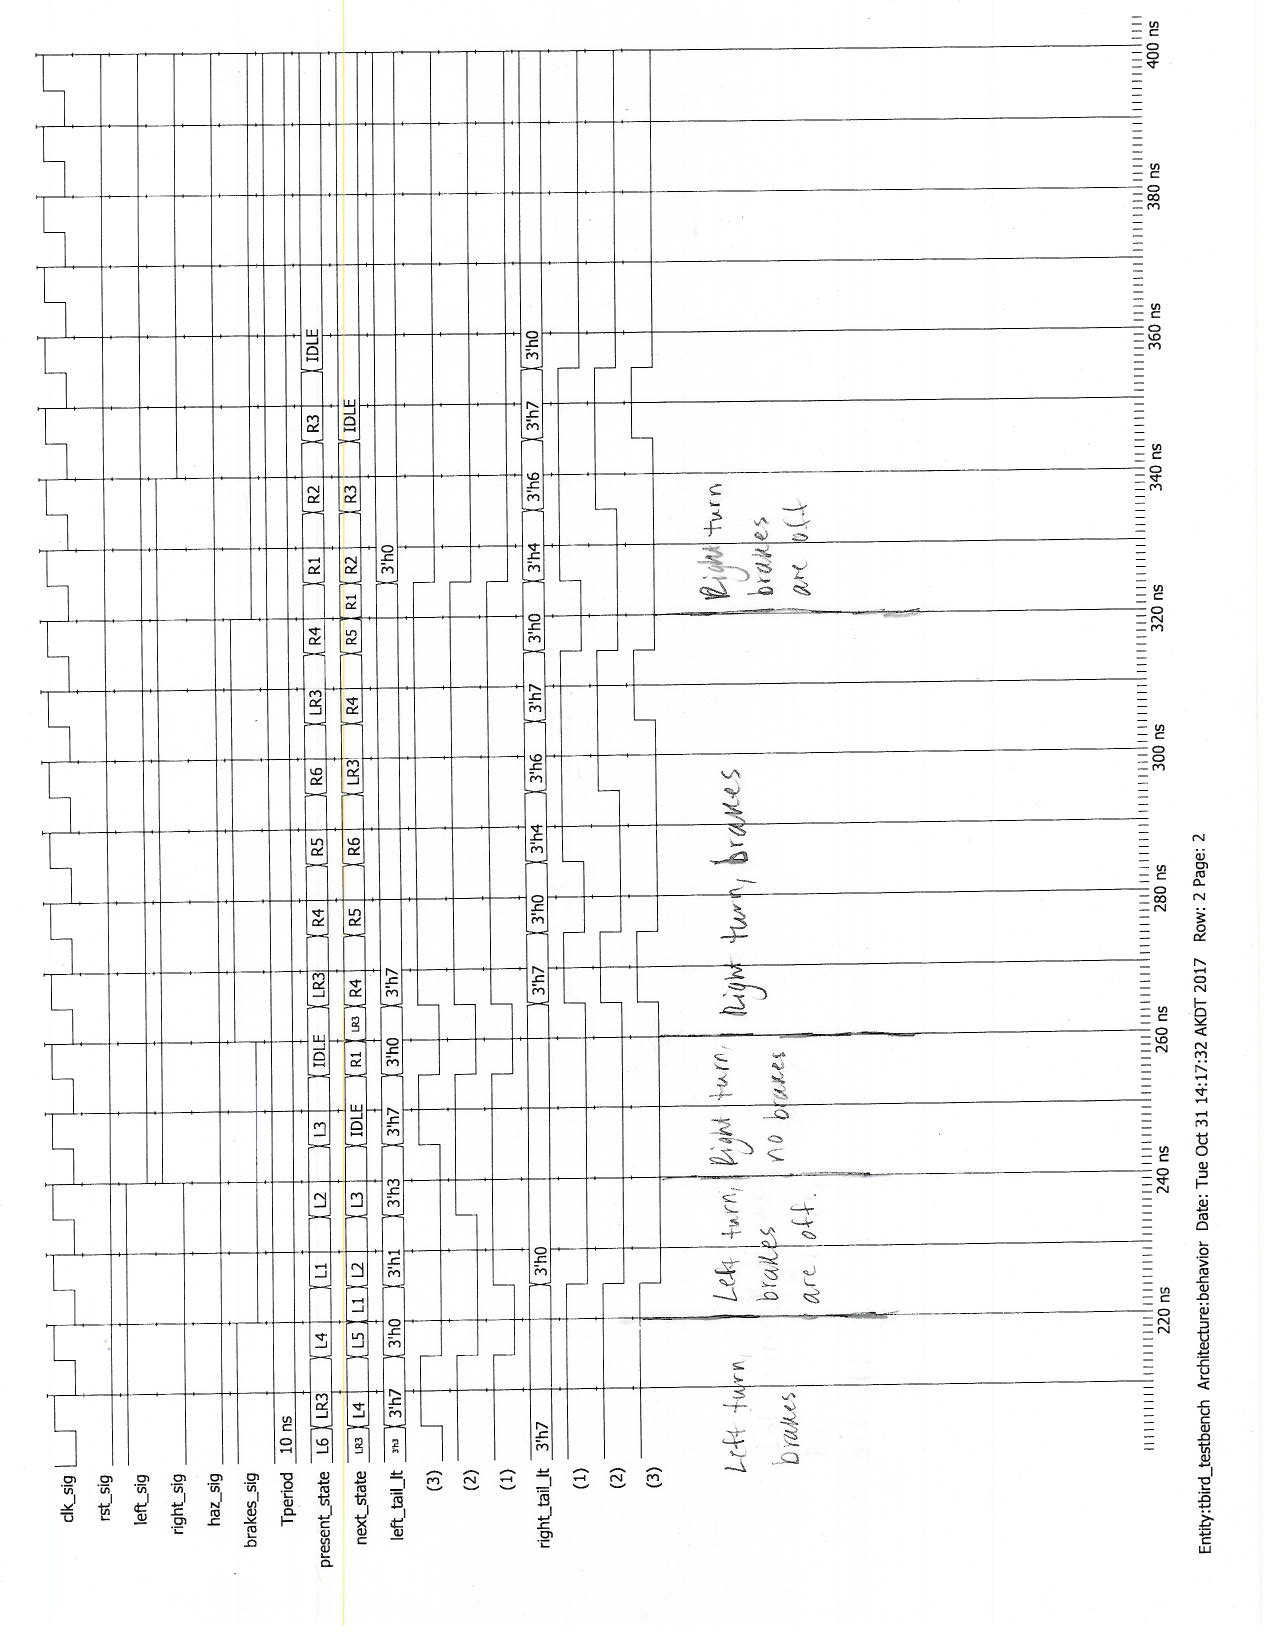 clk_sig
rst_sig
left_sig
right_sig
haz_sig
brakes_sig
Tperiod 10 ns
present_state L6 LR3 L4 L1 L2 L3 IDLE LR3 R4 R5 R6 LR3 R4 R1 R2 R3 IDLE
next_state LR3 L4 L5 L1 L2 L3 IDLE R1 LR3 R4 R5 R6 LR3 R4 R5 R1 R2 R3 IDLE
left_tail_lt 3'h3 3'h7 3'h0 3'h1 3'h3 3'h7 3'h0 3'h7 3'h0
(3)
(2)
(1)
right_tail_lt 3'h7 3'h0 3'h7 3'h0 3'h4 3'h6 3'h7 3'h0 3'h4 3'h6 3'h7 3'h0
(1)
(2)
(3)
Left turn
brakes
Left turn,
brakes
are off.
Right turn,
no brakes
Right turn, brakes
Right turn
brakes
are off
220 ns 240 ns 260 ns 280 ns 300 ns 320 ns 340 ns 360 ns 380 ns 400 ns
Entity:tbird_testbench Architecture:behavior Date: Tue Oct 31 14:17:32 AKDT 2017 Row: 2 Page: 2